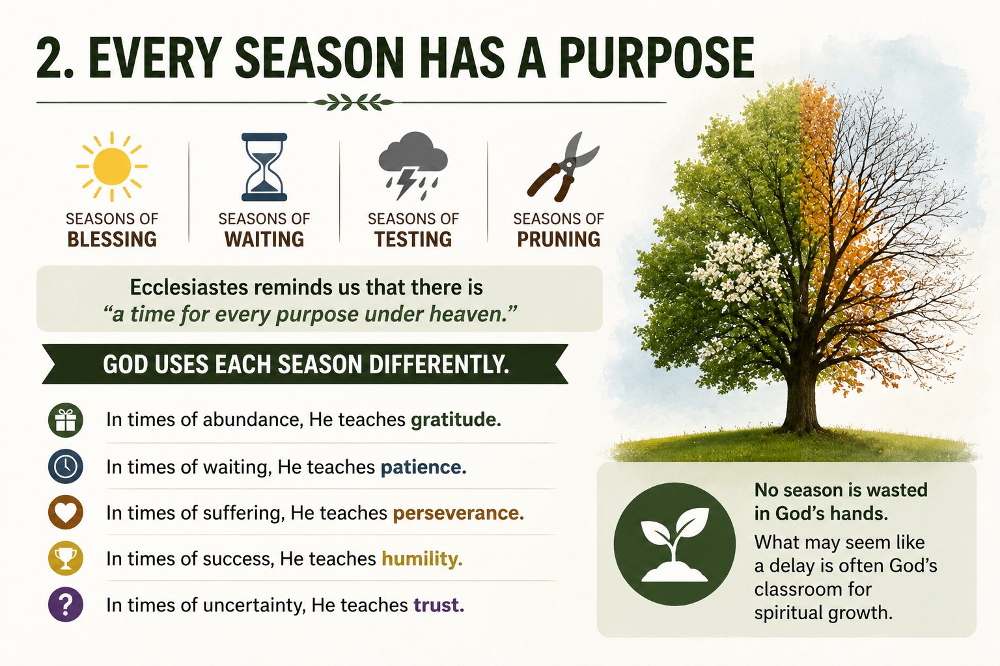 2. EVERY SEASON HAS A PURPOSE
SEASONS OF
BLESSING
SEASONS OF
WAITING
SEASONS OF
TESTING
SEASONS OF
PRUNING
Ecclesiastes reminds us that there is
“a time for every purpose under heaven.”
GOD USES EACH SEASON DIFFERENTLY.
In times of abundance, He teaches gratitude.
In times of waiting, He teaches patience.
In times of suffering, He teaches perseverance.
In times of success, He teaches humility.
In times of uncertainty, He teaches trust.
No season is wasted
in God’s hands.
What may seem like
a delay is often God’s
classroom for
spiritual growth.